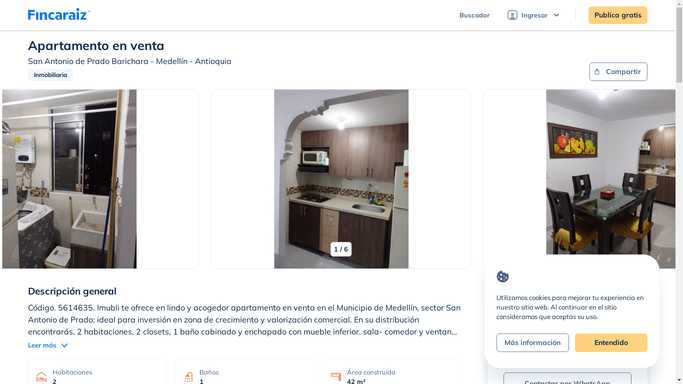 Fincaraiz
Buscador
Ingresar
Publica gratis
Apartamento en venta
San Antonio de Prado Barichara - Medellín - Antioquia
Inmobiliaria
Compartir
1 / 6
Descripción general
Código. 5614635. Imubli te ofrece en lindo y acogedor apartamento en venta en el Municipio de Medellín, sector San
Antonio de Prado; ideal para inversión en zona de crecimiento y valorización comercial. En su distribución
encontrarás, 2 habitaciones, 2 closets, 1 baño cabinado y enchapado con mueble inferior, sala- comedor y ventan...
Leer más
Habitaciones
2
Baños
1
Área construida
42 m²
Utilizamos cookies para mejorar tu experiencia en
nuestro sitio web. Al continuar en el sitio
consideramos que aceptas su uso.
Más información
Entendido
Contactar por WhatsApp